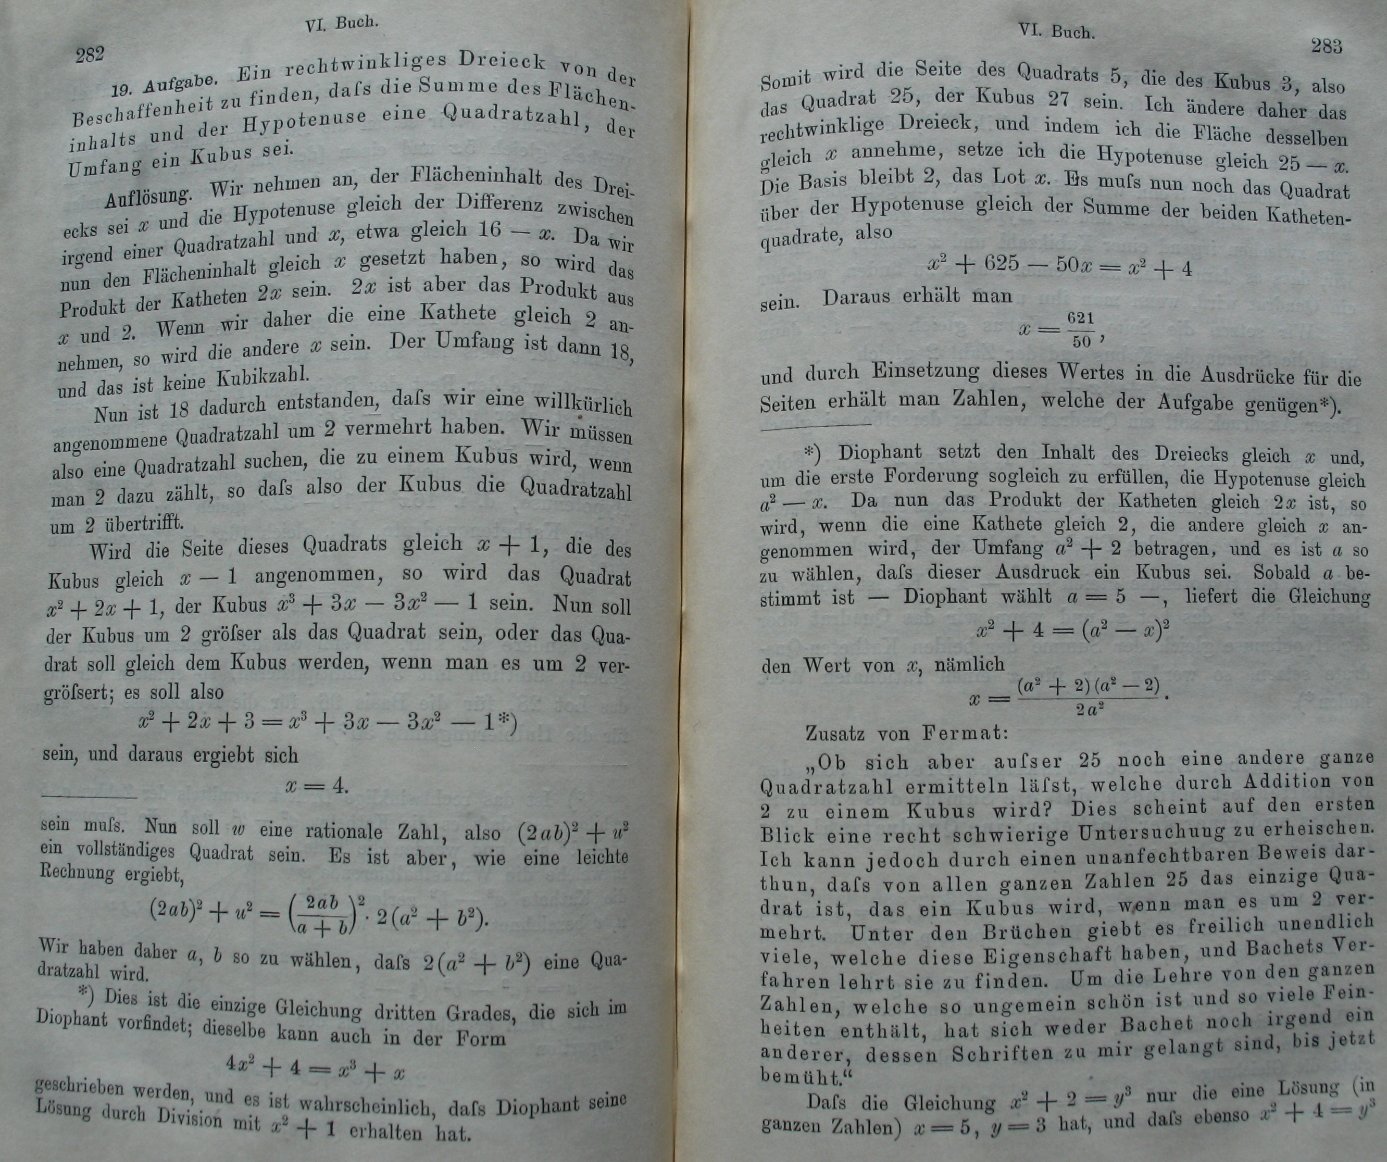 VI. Buch.
282
19. Aufgabe. Ein rechtwinkliges Dreieck von der
Beschaffenheit zu finden, daſs die Summe des Flächen-
inhalts und der Hypotenuse eine Quadratzahl, der
Umfang ein Kubus sei.
Auflösung. Wir nehmen an, der Flächeninhalt des Drei-
ecks sei x und die Hypotenuse gleich der Differenz zwischen
irgend einer Quadratzahl und x, etwa gleich 16 — x. Da wir
nun den Flächeninhalt gleich x gesetzt haben, so wird das
Produkt der Katheten 2x sein. 2x ist aber das Produkt aus
x und 2. Wenn wir daher die eine Kathete gleich 2 an-
nehmen, so wird die andere x sein. Der Umfang ist dann 18,
und das ist keine Kubikzahl.
Nun ist 18 dadurch entstanden, daſs wir eine willkürlich
angenommene Quadratzahl um 2 vermehrt haben. Wir müssen
also eine Quadratzahl suchen, die zu einem Kubus wird, wenn
man 2 dazu zählt, so daſs also der Kubus die Quadratzahl
um 2 übertrifft.
Wird die Seite dieses Quadrats gleich x + 1, die des
Kubus gleich x — 1 angenommen, so wird das Quadrat
x² + 2x + 1, der Kubus x³ + 3x — 3x² — 1 sein. Nun soll
der Kubus um 2 gröſser als das Quadrat sein, oder das Qua-
drat soll gleich dem Kubus werden, wenn man es um 2 ver-
gröſsert; es soll also
x² + 2x + 3 = x³ + 3x — 3x² — 1*)
sein, und daraus ergiebt sich
x = 4.
sein muſs. Nun soll w eine rationale Zahl, also (2ab)² + u²
ein vollständiges Quadrat sein. Es ist aber, wie eine leichte
Rechnung ergiebt,
(2ab)² + u² = (2ab / (a + b))² · 2(a² + b²).
Wir haben daher a, b so zu wählen, daſs 2(a² + b²) eine Qua-
dratzahl wird.
*) Dies ist die einzige Gleichung dritten Grades, die sich im
Diophant vorfindet; dieselbe kann auch in der Form
4x² + 4 = x³ + x
geschrieben werden, und es ist wahrscheinlich, daſs Diophant seine
Lösung durch Division mit x² + 1 erhalten hat.
VI. Buch.
283
Somit wird die Seite des Quadrats 5, die des Kubus 3, also
das Quadrat 25, der Kubus 27 sein. Ich ändere daher das
rechtwinklige Dreieck, und indem ich die Fläche desselben
gleich x annehme, setze ich die Hypotenuse gleich 25 — x.
Die Basis bleibt 2, das Lot x. Es muſs nun noch das Quadrat
über der Hypotenuse gleich der Summe der beiden Katheten-
quadrate, also
x² + 625 — 50x = x² + 4
sein. Daraus erhält man
x = 621/50,
und durch Einsetzung dieses Wertes in die Ausdrücke für die
Seiten erhält man Zahlen, welche der Aufgabe genügen*).
*) Diophant setzt den Inhalt des Dreiecks gleich x und,
um die erste Forderung sogleich zu erfüllen, die Hypotenuse gleich
a² — x. Da nun das Produkt der Katheten gleich 2x ist, so
wird, wenn die eine Kathete gleich 2, die andere gleich x an-
genommen wird, der Umfang a² + 2 betragen, und es ist a so
zu wählen, daſs dieser Ausdruck ein Kubus sei. Sobald a be-
stimmt ist — Diophant wählt a = 5 —, liefert die Gleichung
x² + 4 = (a² — x)²
den Wert von x, nämlich
x = (a² + 2)(a² — 2) / 2a².
Zusatz von Fermat:
„Ob sich aber auſser 25 noch eine andere ganze
Quadratzahl ermitteln läſst, welche durch Addition von
2 zu einem Kubus wird? Dies scheint auf den ersten
Blick eine recht schwierige Untersuchung zu erheischen.
Ich kann jedoch durch einen unanfechtbaren Beweis dar-
thun, daſs von allen ganzen Zahlen 25 das einzige Qua-
drat ist, das ein Kubus wird, wenn man es um 2 ver-
mehrt. Unter den Brüchen giebt es freilich unendlich
viele, welche diese Eigenschaft haben, und Bachets Ver-
fahren lehrt sie zu finden. Um die Lehre von den ganzen
Zahlen, welche so ungemein schön ist und so viele Fein-
heiten enthält, hat sich weder Bachet noch irgend ein
anderer, dessen Schriften zu mir gelangt sind, bis jetzt
bemüht.“
Daſs die Gleichung x² + 2 = y³ nur die eine Lösung (in
ganzen Zahlen) x = 5, y = 3 hat, und daſs ebenso x² + 4 = y³